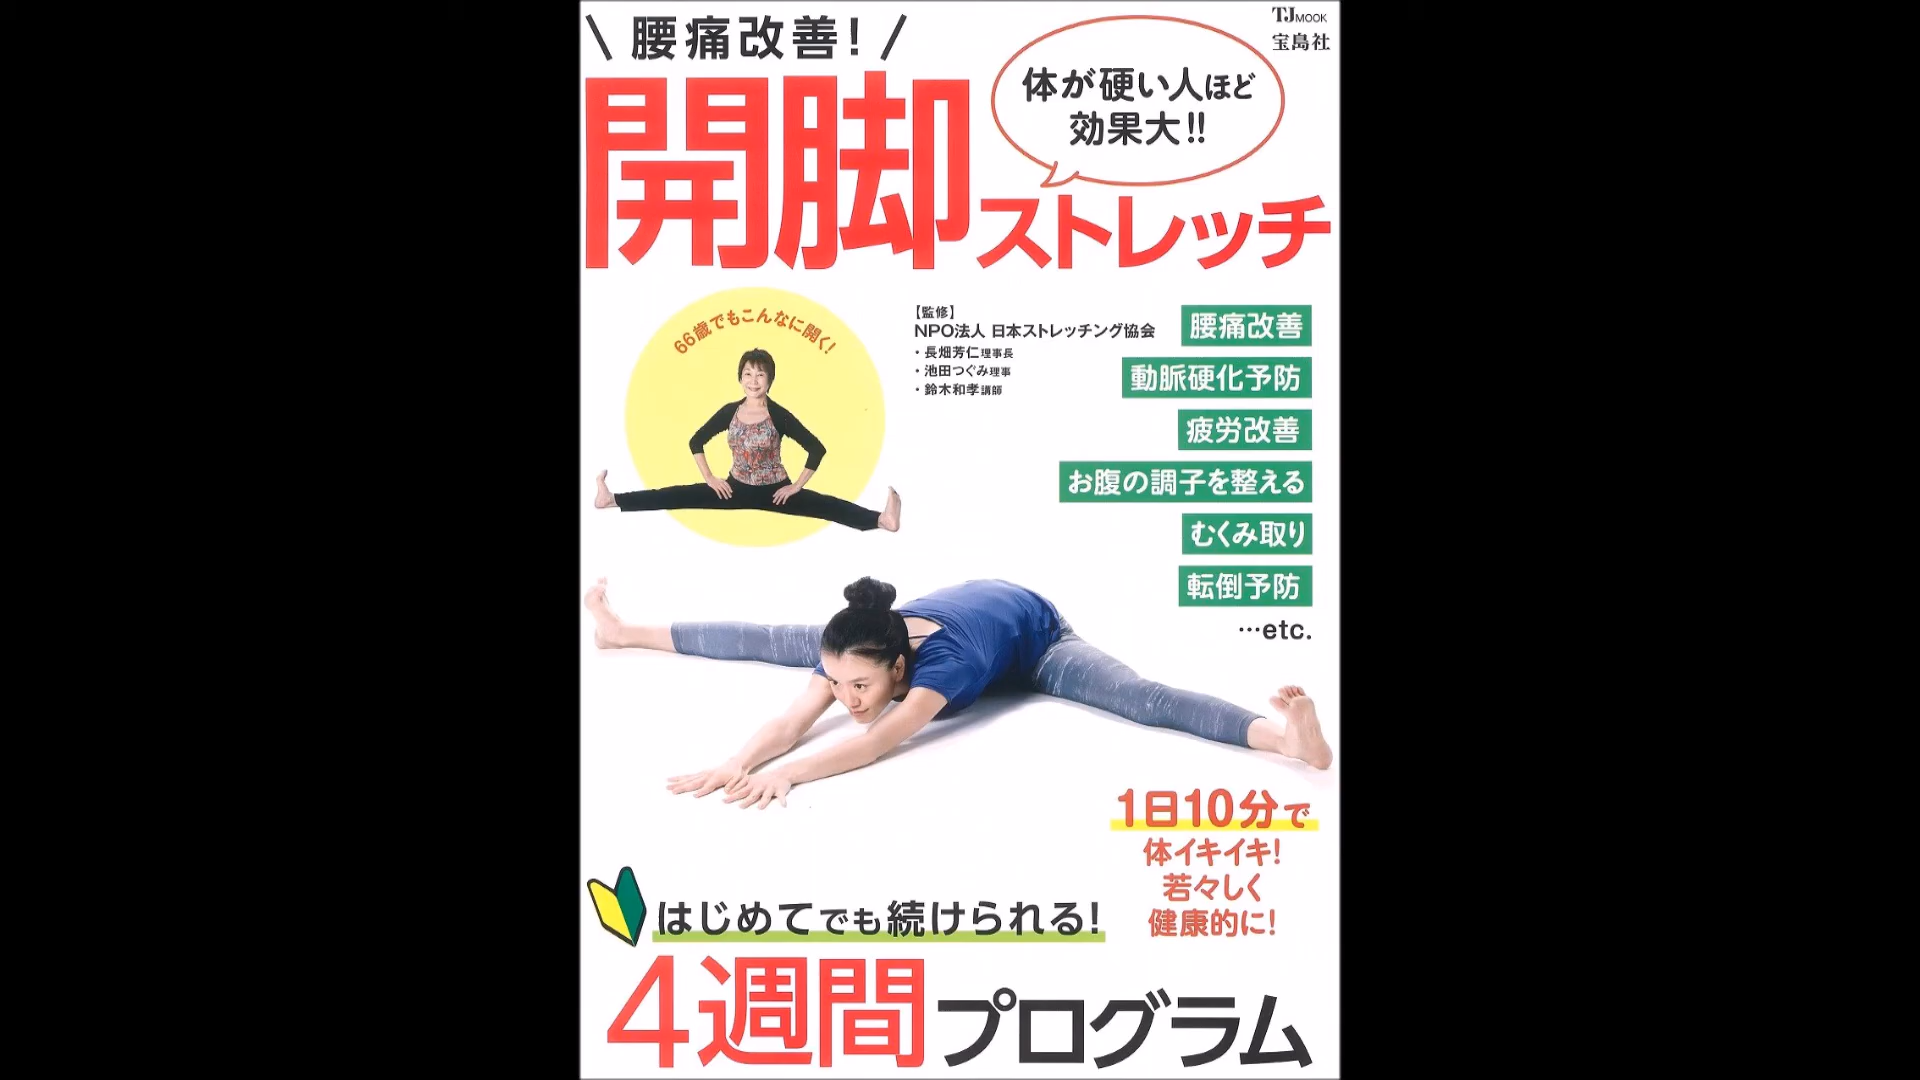 腰痛改善!
TJ MOOK
宝島社
体が硬い人ほど
効果大!!
開脚ストレッチ
66歳でもこんなに開く!
【監修】
NPO法人 日本ストレッチング協会
・長畑芳仁理事長
・池田つぐみ理事
・鈴木和孝講師
腰痛改善
動脈硬化予防
疲労改善
お腹の調子を整える
むくみ取り
転倒予防
…etc.
1日10分で
体イキイキ!
若々しく
健康的に!
はじめてでも続けられる!
4週間プログラム